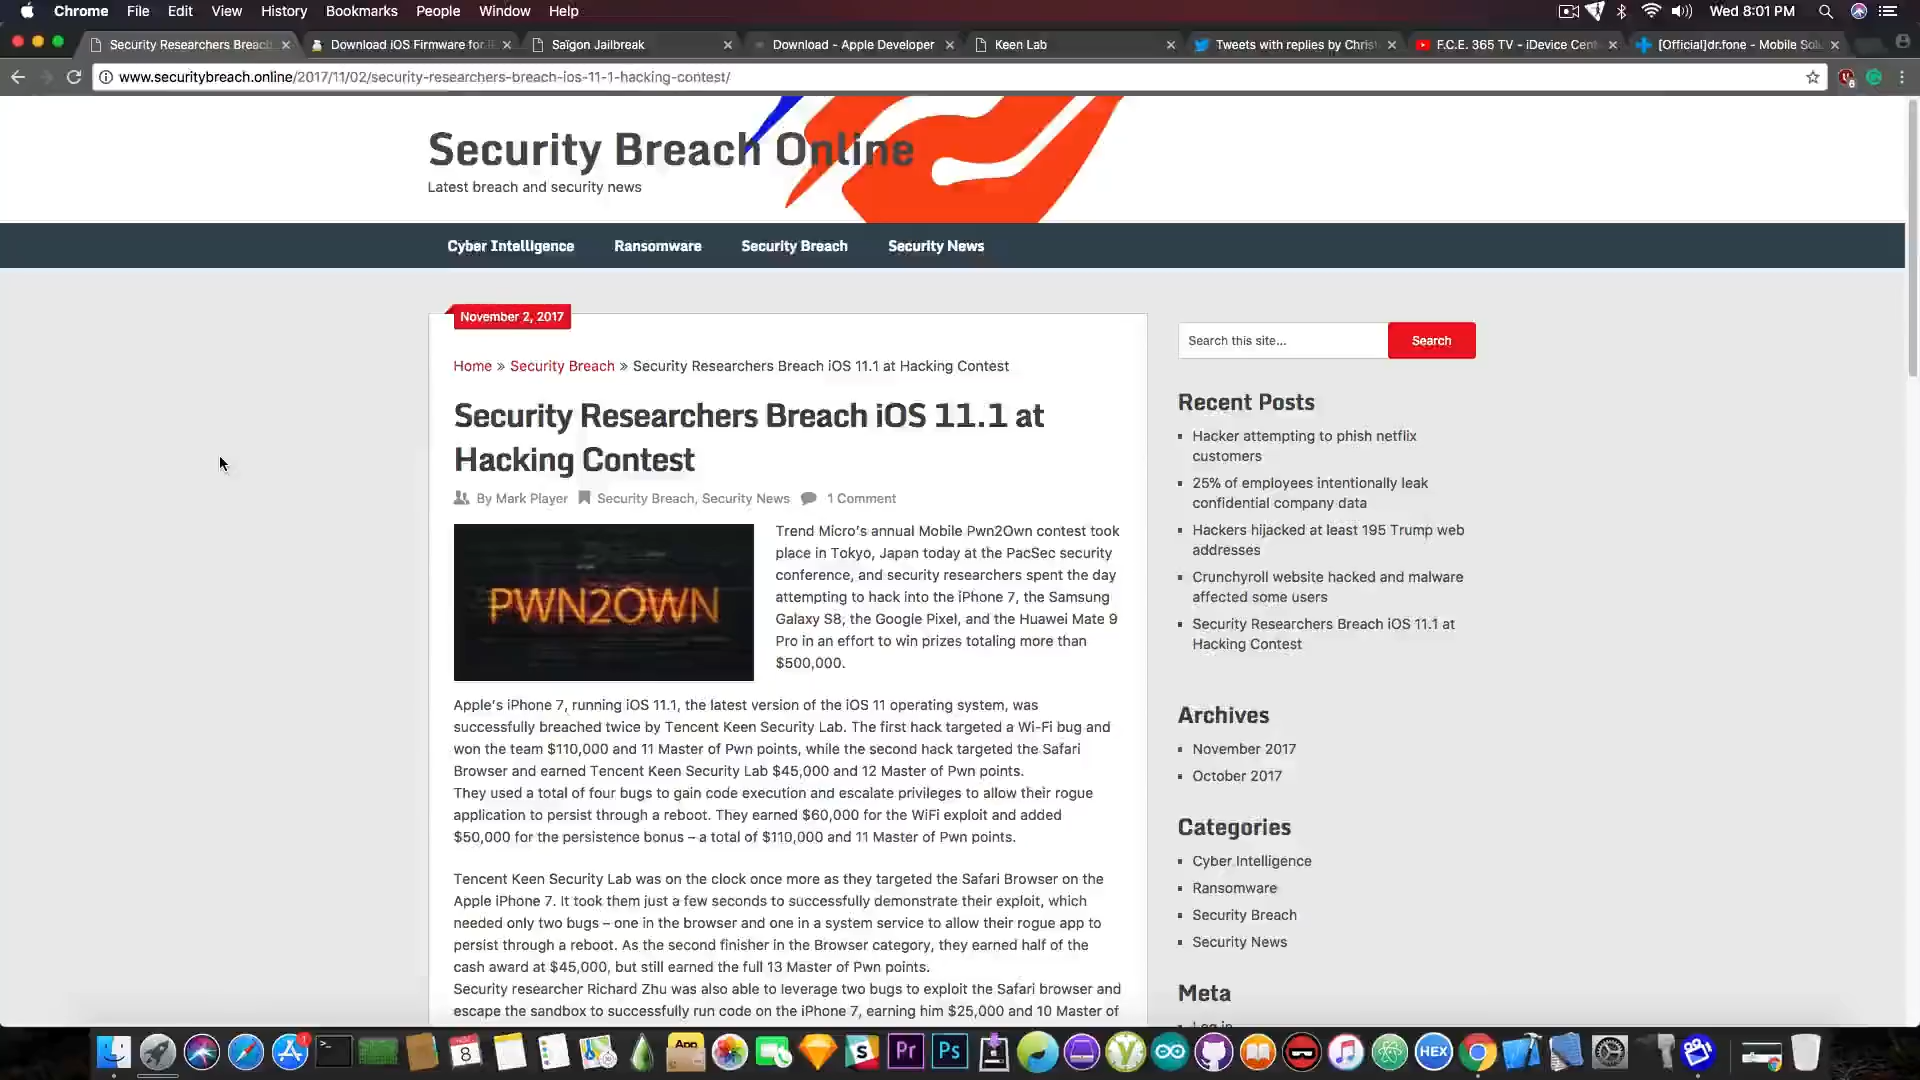 Chrome File Edit View History Bookmarks People Window Help
Wed 8:01 PM
Security Researchers Breach
Download iOS Firmware for iE
Saïgon Jailbreak
Download - Apple Developer
Keen Lab
Tweets with replies by Christ
F.C.E. 365 TV - iDevice Cent
[Official]dr.fone - Mobile Solu
www.securitybreach.online/2017/11/02/security-researchers-breach-ios-11-1-hacking-contest/
Security Breach Online
Latest breach and security news
Cyber Intelligence Ransomware Security Breach Security News
November 2, 2017
Home » Security Breach » Security Researchers Breach iOS 11.1 at Hacking Contest
Security Researchers Breach iOS 11.1 at
Hacking Contest
By Mark Player Security Breach, Security News 1 Comment
PWN2OWN
Trend Micro's annual Mobile Pwn2Own contest took
place in Tokyo, Japan today at the PacSec security
conference, and security researchers spent the day
attempting to hack into the iPhone 7, the Samsung
Galaxy S8, the Google Pixel, and the Huawei Mate 9
Pro in an effort to win prizes totaling more than
$500,000.
Apple's iPhone 7, running iOS 11.1, the latest version of the iOS 11 operating system, was
successfully breached twice by Tencent Keen Security Lab. The first hack targeted a Wi-Fi bug and
won the team $110,000 and 11 Master of Pwn points, while the second hack targeted the Safari
Browser and earned Tencent Keen Security Lab $45,000 and 12 Master of Pwn points.
They used a total of four bugs to gain code execution and escalate privileges to allow their rogue
application to persist through a reboot. They earned $60,000 for the WiFi exploit and added
$50,000 for the persistence bonus – a total of $110,000 and 11 Master of Pwn points.
Tencent Keen Security Lab was on the clock once more as they targeted the Safari Browser on the
Apple iPhone 7. It took them just a few seconds to successfully demonstrate their exploit, which
needed only two bugs – one in the browser and one in a system service to allow their rogue app to
persist through a reboot. As the second finisher in the Browser category, they earned half of the
cash award at $45,000, but still earned the full 13 Master of Pwn points.
Security researcher Richard Zhu was also able to leverage two bugs to exploit the Safari browser and
escape the sandbox to successfully run code on the iPhone 7, earning him $25,000 and 10 Master of
Search this site...
Search
Recent Posts
Hacker attempting to phish netflix
customers
25% of employees intentionally leak
confidential company data
Hackers hijacked at least 195 Trump web
addresses
Crunchyroll website hacked and malware
affected some users
Security Researchers Breach iOS 11.1 at
Hacking Contest
Archives
November 2017
October 2017
Categories
Cyber Intelligence
Ransomware
Security Breach
Security News
Meta
Log in
NOV
8
App
S
Pr
Ps
HEX